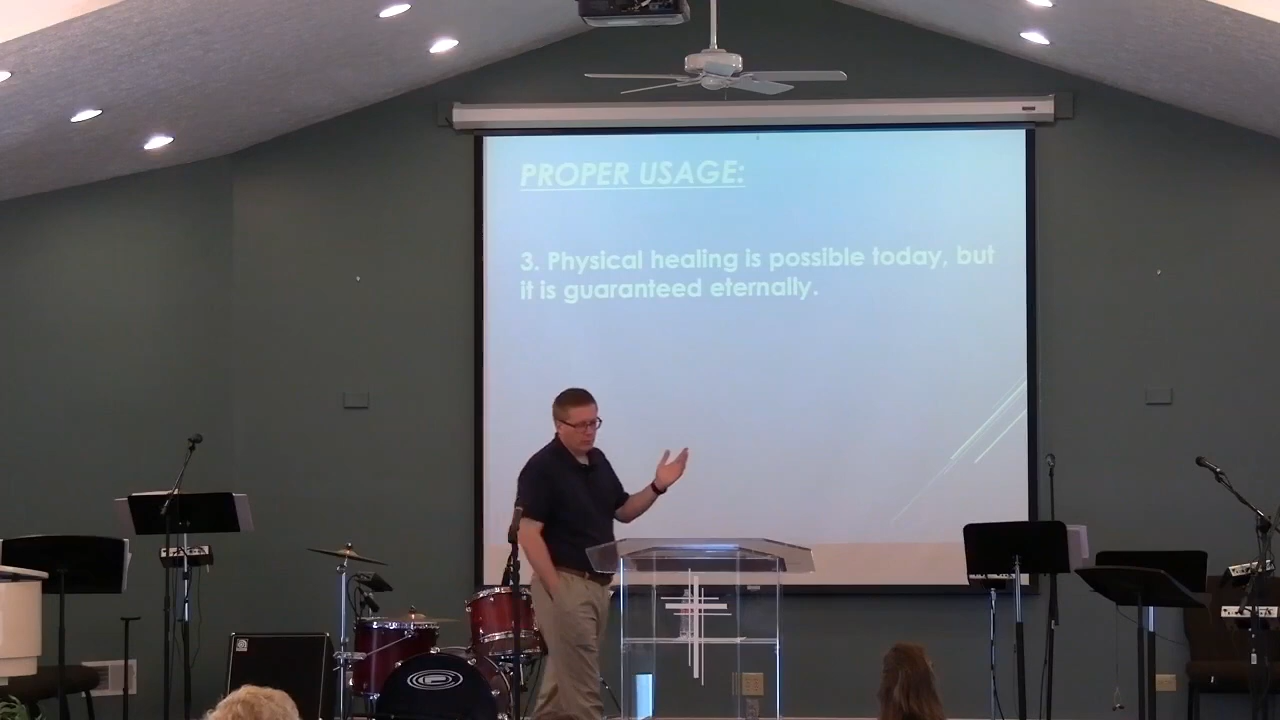 PROPER USAGE:
3. Physical healing is possible today, but
it is guaranteed eternally.